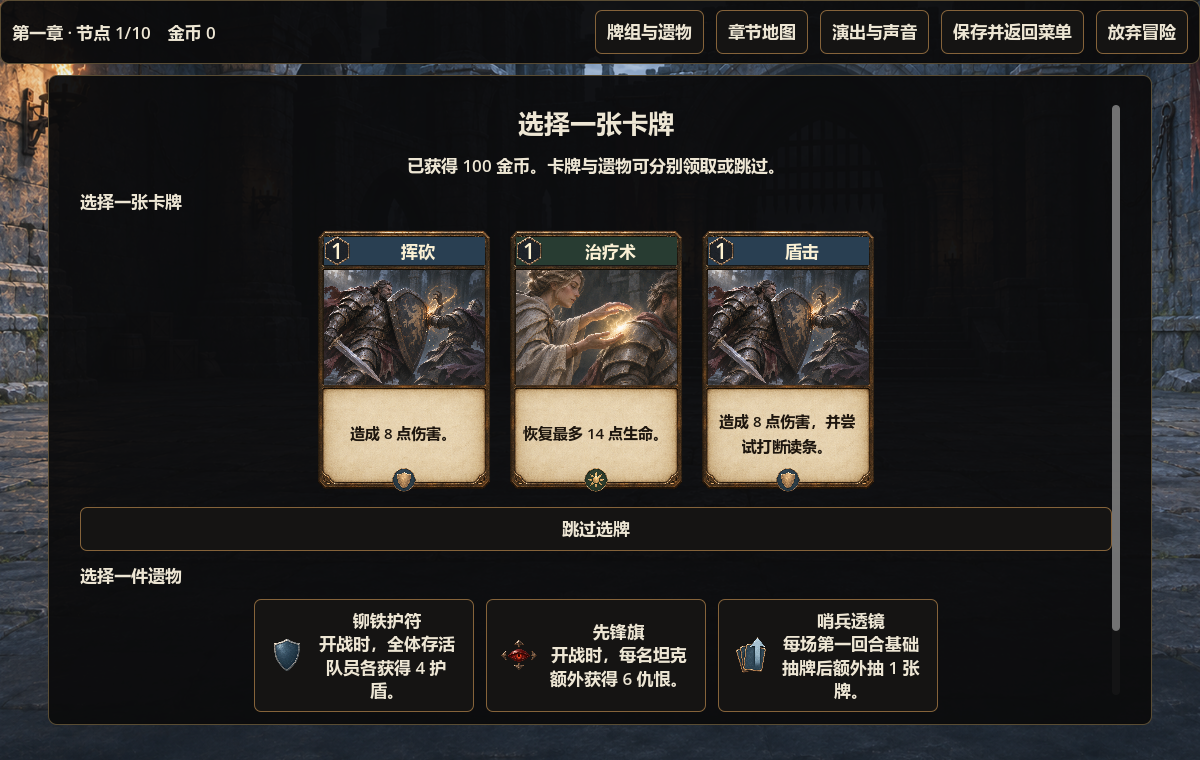 第一章 · 节点 1/10 金币 0
牌组与遗物
章节地图
演出与声音
保存并返回菜单
放弃冒险
选择一张卡牌
已获得 100 金币。卡牌与遗物可分别领取或跳过。
选择一张卡牌
1 挥砍
造成 8 点伤害。
1 治疗术
恢复最多 14 点生命。
1 盾击
造成 8 点伤害，并尝
试打断读条。
跳过选牌
选择一件遗物
铆铁护符
开战时，全体存活
队员各获得 4 护
盾。
先锋旗
开战时，每名坦克
额外获得 6 仇恨。
哨兵透镜
每场第一回合基础
抽牌后额外抽 1 张
牌。